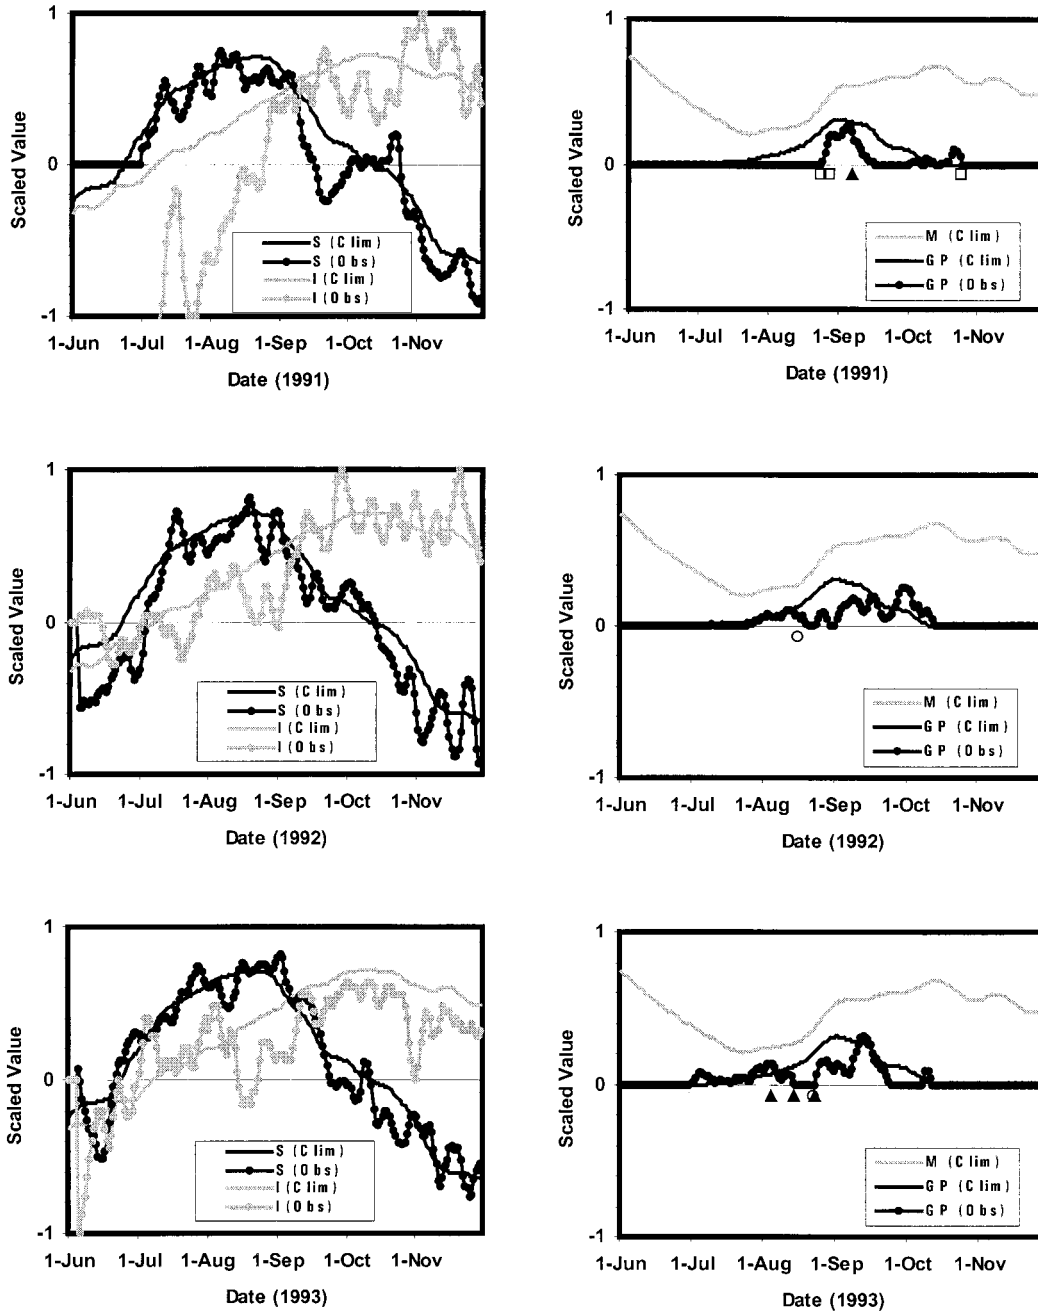 1
0
-1
Scaled Value
S (Clim)
S (Obs)
I (Clim)
I (Obs)
1-Jun 1-Jul 1-Aug 1-Sep 1-Oct 1-Nov
Date (1991)
1
0
-1
Scaled Value
M (Clim)
GP (Clim)
GP (Obs)
1-Jun 1-Jul 1-Aug 1-Sep 1-Oct 1-Nov
Date (1991)
1
0
-1
Scaled Value
S (Clim)
S (Obs)
I (Clim)
I (Obs)
1-Jun 1-Jul 1-Aug 1-Sep 1-Oct 1-Nov
Date (1992)
1
0
-1
Scaled Value
M (Clim)
GP (Clim)
GP (Obs)
1-Jun 1-Jul 1-Aug 1-Sep 1-Oct 1-Nov
Date (1992)
1
0
-1
Scaled Value
S (Clim)
S (Obs)
I (Clim)
I (Obs)
1-Jun 1-Jul 1-Aug 1-Sep 1-Oct 1-Nov
Date (1993)
1
0
-1
Scaled Value
M (Clim)
GP (Clim)
GP (Obs)
1-Jun 1-Jul 1-Aug 1-Sep 1-Oct 1-Nov
Date (1993)